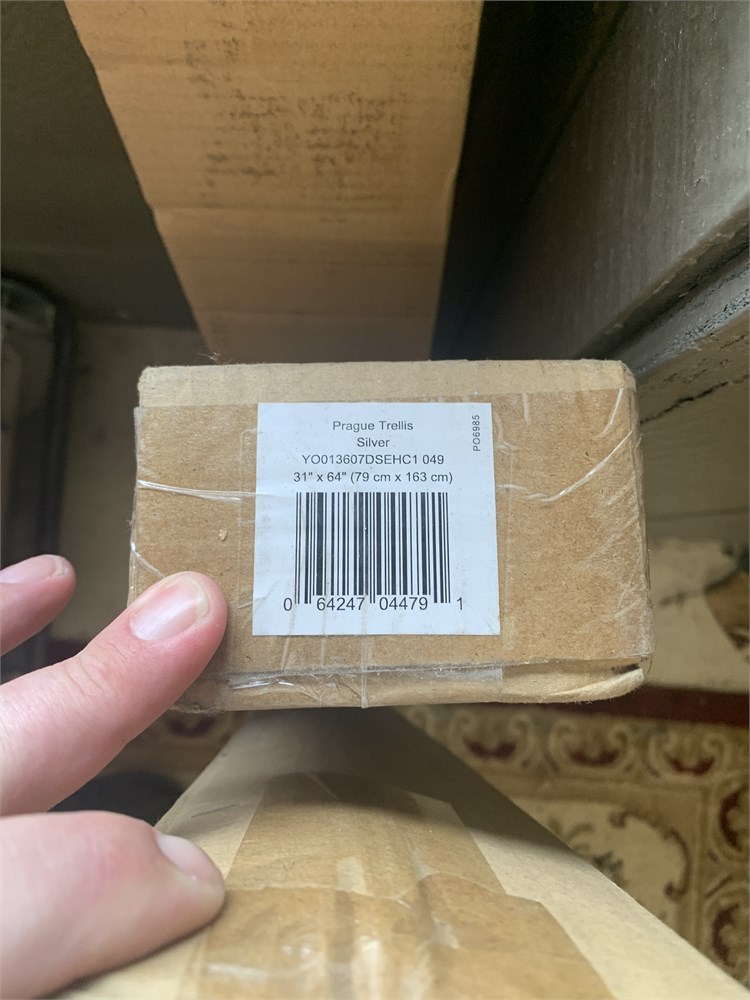 Prague Trellis
Silver
YO013607DSEHC1 049
31" x 64" (79 cm x 163 cm)
PO6985
0 64247 04479 1